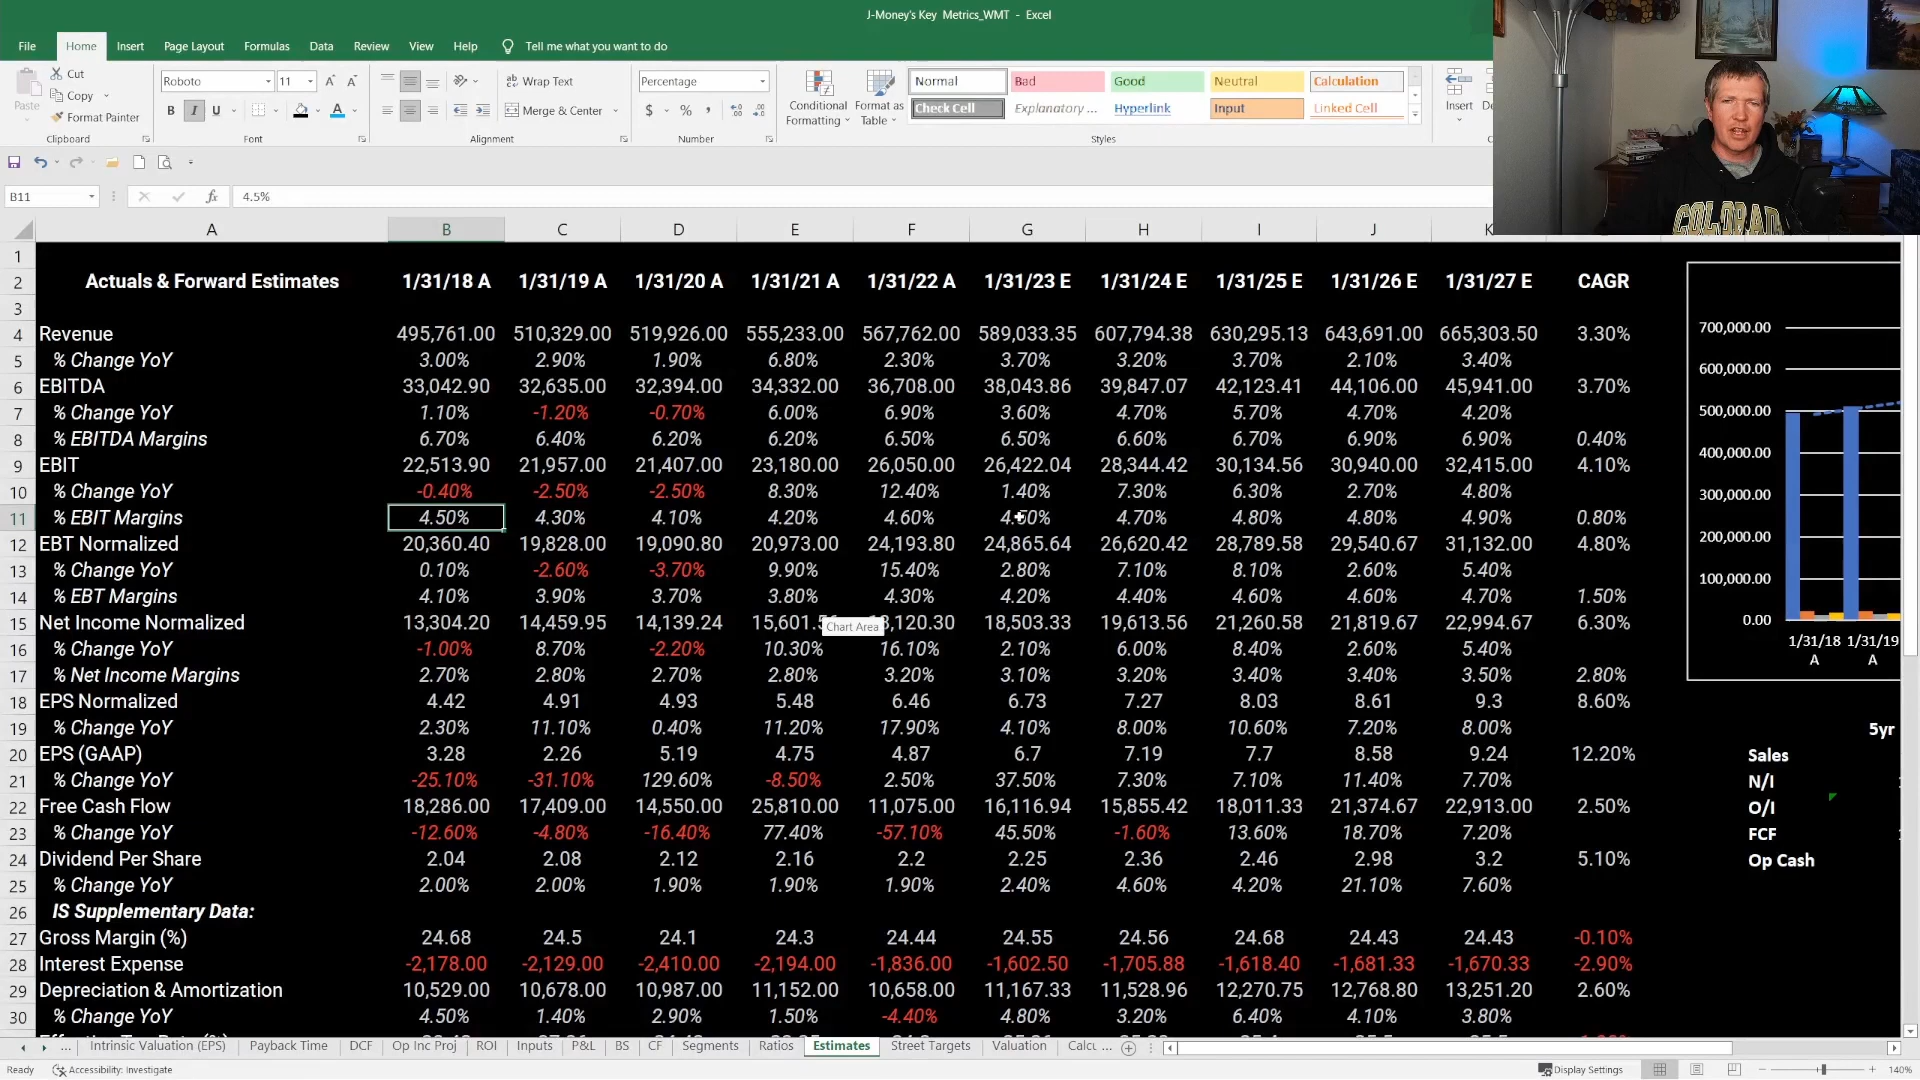 J-Money's Key Metrics_WMT - Excel
File Home Insert Page Layout Formulas Data Review View Help Tell me what you want to do
Cut
Copy
Format Painter
Paste
Clipboard
Roboto 11
B I U
Font
Wrap Text
Merge & Center
Alignment
Percentage
$ % ,
Number
Conditional Formatting
Format as Table
Normal Bad Good Neutral Calculation
Check Cell Explanatory ... Hyperlink Input Linked Cell
Styles
Insert
COLORAD
B11 fx 4.5%
A B C D E F G H I J K
1
2 Actuals & Forward Estimates 1/31/18 A 1/31/19 A 1/31/20 A 1/31/21 A 1/31/22 A 1/31/23 E 1/31/24 E 1/31/25 E 1/31/26 E 1/31/27 E CAGR
3
4 Revenue 495,761.00 510,329.00 519,926.00 555,233.00 567,762.00 589,033.35 607,794.38 630,295.13 643,691.00 665,303.50 3.30%
5 % Change YoY 3.00% 2.90% 1.90% 6.80% 2.30% 3.70% 3.20% 3.70% 2.10% 3.40%
6 EBITDA 33,042.90 32,635.00 32,394.00 34,332.00 36,708.00 38,043.86 39,847.07 42,123.41 44,106.00 45,941.00 3.70%
7 % Change YoY 1.10% -1.20% -0.70% 6.00% 6.90% 3.60% 4.70% 5.70% 4.70% 4.20%
8 % EBITDA Margins 6.70% 6.40% 6.20% 6.20% 6.50% 6.50% 6.60% 6.70% 6.90% 6.90% 0.40%
9 EBIT 22,513.90 21,957.00 21,407.00 23,180.00 26,050.00 26,422.04 28,344.42 30,134.56 30,940.00 32,415.00 4.10%
10 % Change YoY -0.40% -2.50% -2.50% 8.30% 12.40% 1.40% 7.30% 6.30% 2.70% 4.80%
11 % EBIT Margins 4.50% 4.30% 4.10% 4.20% 4.60% 4.70% 4.80% 4.80% 4.90% 0.80%
12 EBT Normalized 20,360.40 19,828.00 19,090.80 20,973.00 24,193.80 24,865.64 26,620.42 28,789.58 29,540.67 31,132.00 4.80%
13 % Change YoY 0.10% -2.60% -3.70% 9.90% 15.40% 2.80% 7.10% 8.10% 2.60% 5.40%
14 % EBT Margins 4.10% 3.90% 3.70% 3.80% 4.30% 4.20% 4.40% 4.60% 4.60% 4.70% 1.50%
15 Net Income Normalized 13,304.20 14,459.95 14,139.24 15,601. Chart Area 120.30 18,503.33 19,613.56 21,260.58 21,819.67 22,994.67 6.30%
16 % Change YoY -1.00% 8.70% -2.20% 10.30% 16.10% 2.10% 6.00% 8.40% 2.60% 5.40%
17 % Net Income Margins 2.70% 2.80% 2.70% 2.80% 3.20% 3.10% 3.20% 3.40% 3.40% 3.50% 2.80%
18 EPS Normalized 4.42 4.91 4.93 5.48 6.46 6.73 7.27 8.03 8.61 9.3 8.60%
19 % Change YoY 2.30% 11.10% 0.40% 11.20% 17.90% 4.10% 8.00% 10.60% 7.20% 8.00%
20 EPS (GAAP) 3.28 2.26 5.19 4.75 4.87 6.7 7.19 7.7 8.58 9.24 12.20%
21 % Change YoY -25.10% -31.10% 129.60% -8.50% 2.50% 37.50% 7.30% 7.10% 11.40% 7.70%
22 Free Cash Flow 18,286.00 17,409.00 14,550.00 25,810.00 11,075.00 16,116.94 15,855.42 18,011.33 21,374.67 22,913.00 2.50%
23 % Change YoY -12.60% -4.80% -16.40% 77.40% -57.10% 45.50% -1.60% 13.60% 18.70% 7.20%
24 Dividend Per Share 2.04 2.08 2.12 2.16 2.2 2.25 2.36 2.46 2.98 3.2 5.10%
25 % Change YoY 2.00% 2.00% 1.90% 1.90% 1.90% 2.40% 4.60% 4.20% 21.10% 7.60%
26 IS Supplementary Data:
27 Gross Margin (%) 24.68 24.5 24.1 24.3 24.44 24.55 24.56 24.68 24.43 24.43 -0.10%
28 Interest Expense -2,178.00 -2,129.00 -2,410.00 -2,194.00 -1,836.00 -1,602.50 -1,705.88 -1,618.40 -1,681.33 -1,670.33 -2.90%
29 Depreciation & Amortization 10,529.00 10,678.00 10,987.00 11,152.00 10,658.00 11,167.33 11,528.96 12,270.75 12,768.80 13,251.20 2.60%
30 % Change YoY 4.50% 1.40% 2.90% 1.50% -4.40% 4.80% 3.20% 6.40% 4.10% 3.80%
700,000.00
600,000.00
500,000.00
400,000.00
300,000.00
200,000.00
100,000.00
0.00
1/31/18 A 1/31/19 A
5yr
Sales
N/I
O/I
FCF
Op Cash
... Intrinsic Valuation (EPS) Payback Time DCF Op Inc Proj ROI Inputs P&L BS CF Segments Ratios Estimates Street Targets Valuation Calcu ...
Ready Accessibility: Investigate Display Settings 140%